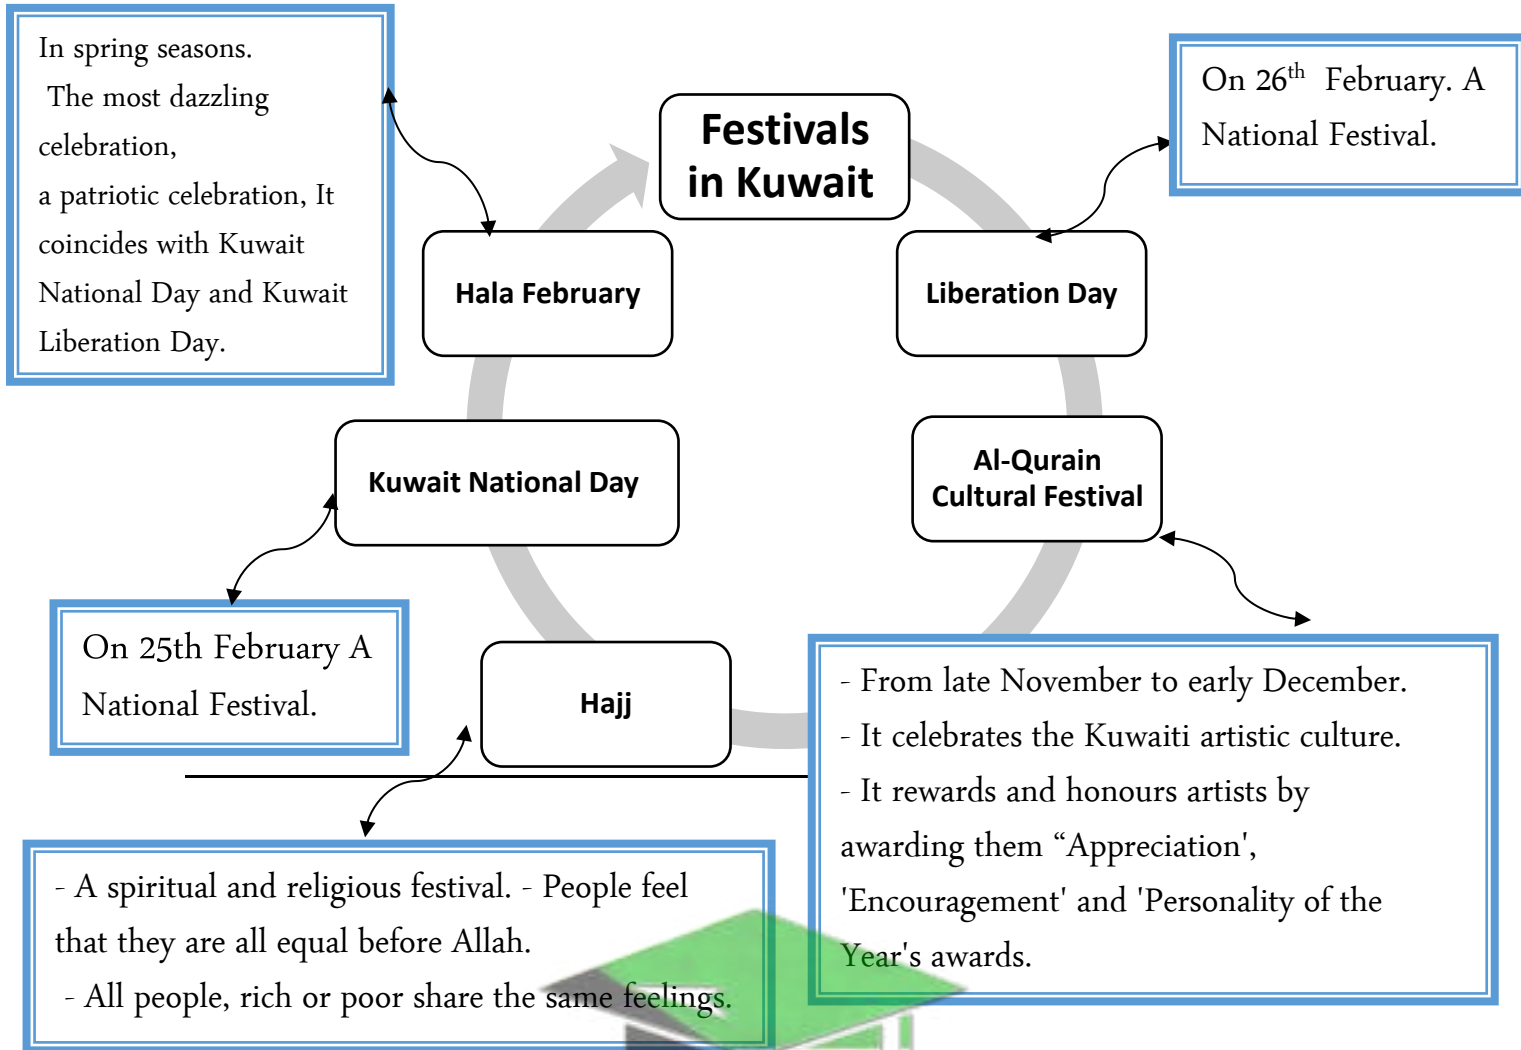 Festivals
in Kuwait
In spring seasons.
The most dazzling
celebration,
a patriotic celebration, It
coincides with Kuwait
National Day and Kuwait
Liberation Day.
On 26th February. A
National Festival.
Hala February
Liberation Day
Kuwait National Day
Al-Qurain
Cultural Festival
On 25th February A
National Festival.
Hajj
- From late November to early December.
- It celebrates the Kuwaiti artistic culture.
- It rewards and honours artists by
awarding them “Appreciation',
'Encouragement' and 'Personality of the
Year's awards.
- A spiritual and religious festival. - People feel
that they are all equal before Allah.
- All people, rich or poor share the same feelings.